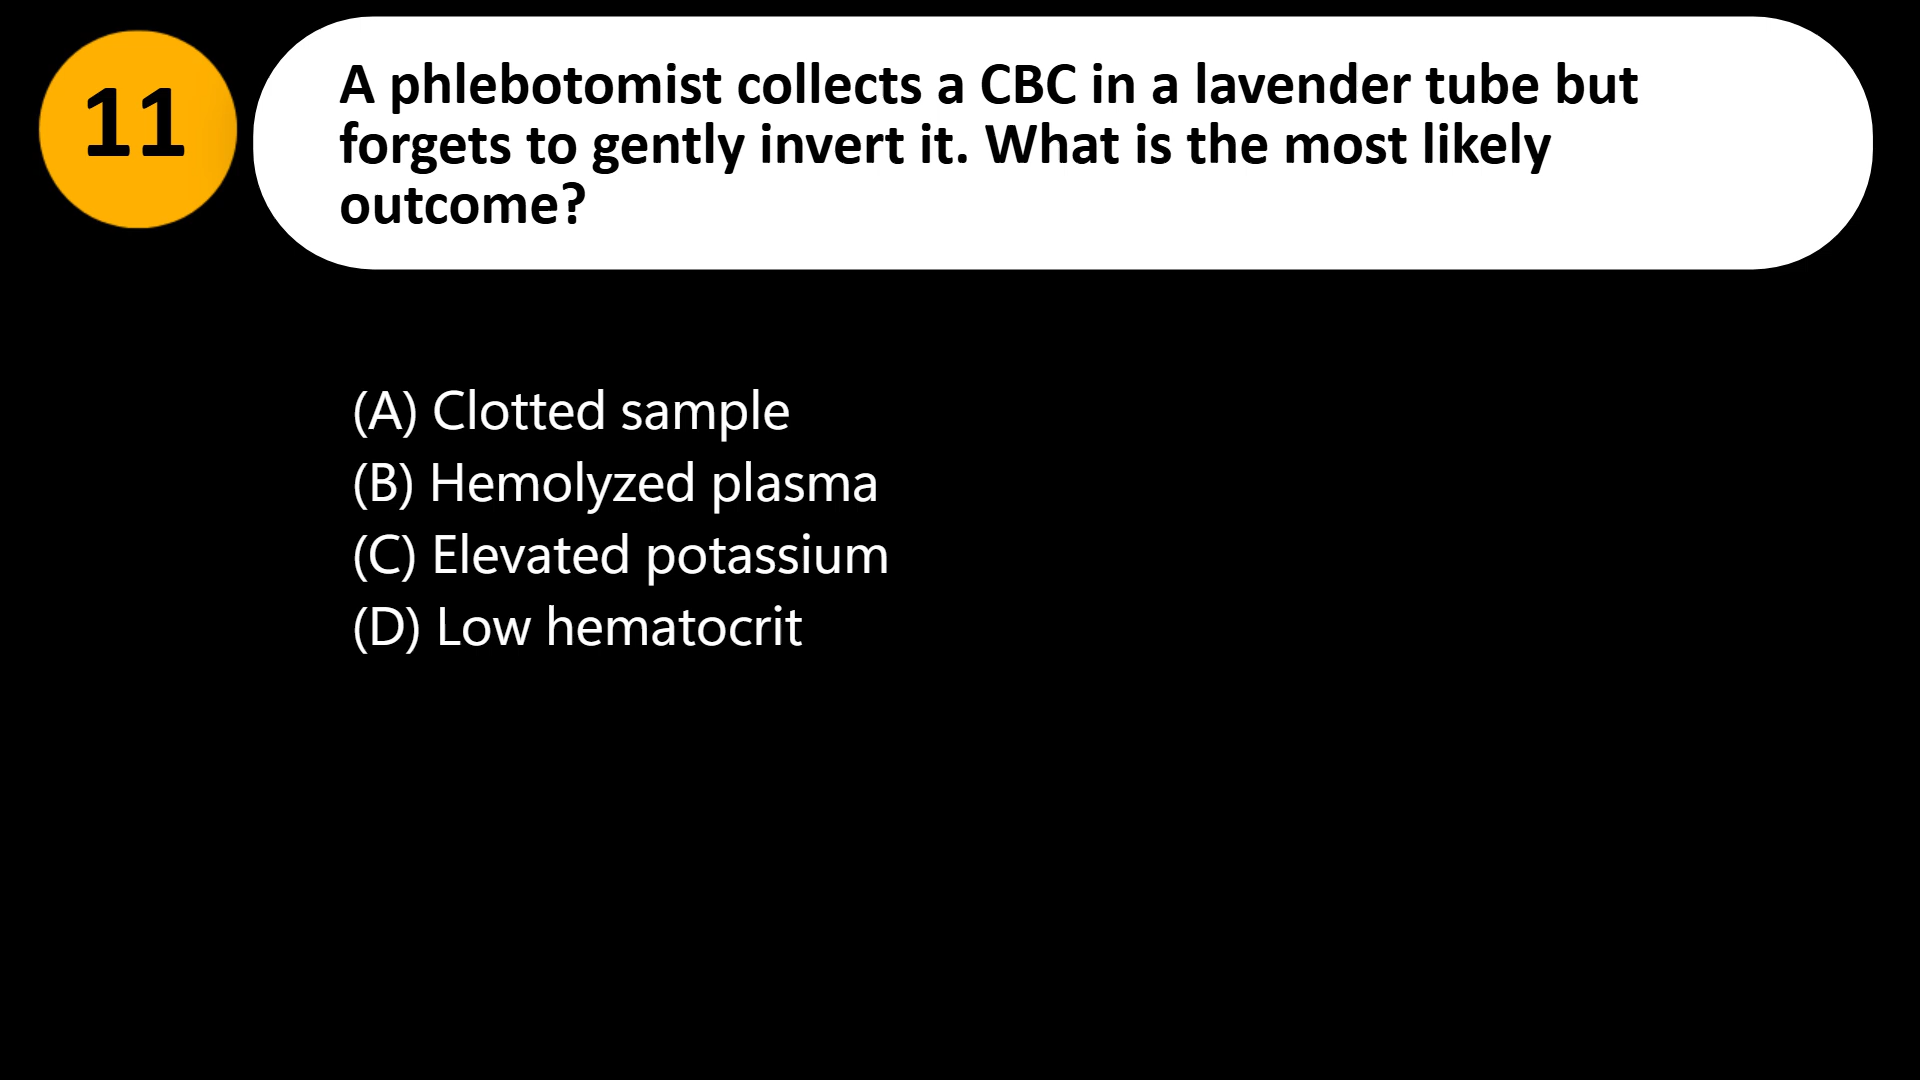 11
A phlebotomist collects a CBC in a lavender tube but
forgets to gently invert it. What is the most likely
outcome?
(A) Clotted sample
(B) Hemolyzed plasma
(C) Elevated potassium
(D) Low hematocrit